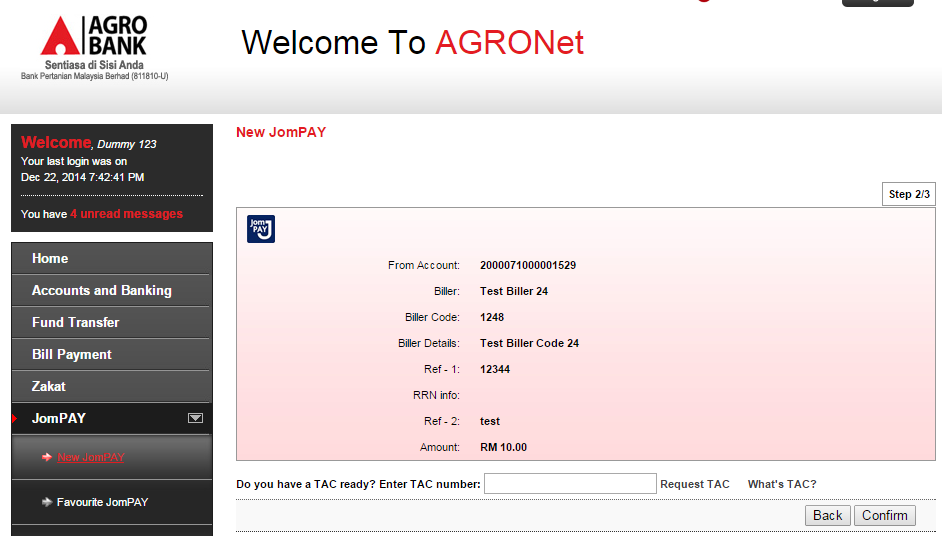 AGRO
BANK
Sentiasa di Sisi Anda
Bank Pertanian Malaysia Berhad (811810-U)
Welcome To AGRONet
Welcome, Dummy 123
Your last login was on
Dec 22, 2014 7:42:41 PM
You have 4 unread messages
Home
Accounts and Banking
Fund Transfer
Bill Payment
Zakat
JomPAY
New JomPAY
Favourite JomPAY
New JomPAY
Step 2/3
Jom
PAY
From Account: 2000071000001529
Biller: Test Biller 24
Biller Code: 1248
Biller Details: Test Biller Code 24
Ref - 1: 12344
RRN info:
Ref - 2: test
Amount: RM 10.00
Do you have a TAC ready? Enter TAC number: Request TAC What's TAC?
Back Confirm